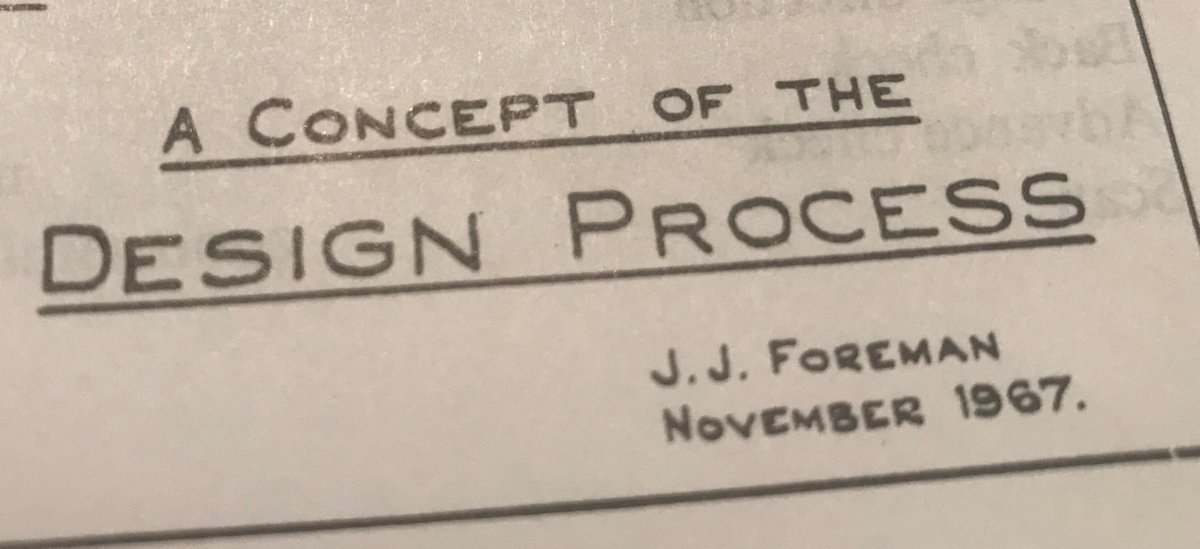 A CONCEPT OF THE
DESIGN PROCESS
J.J. FOREMAN
NOVEMBER 1967.